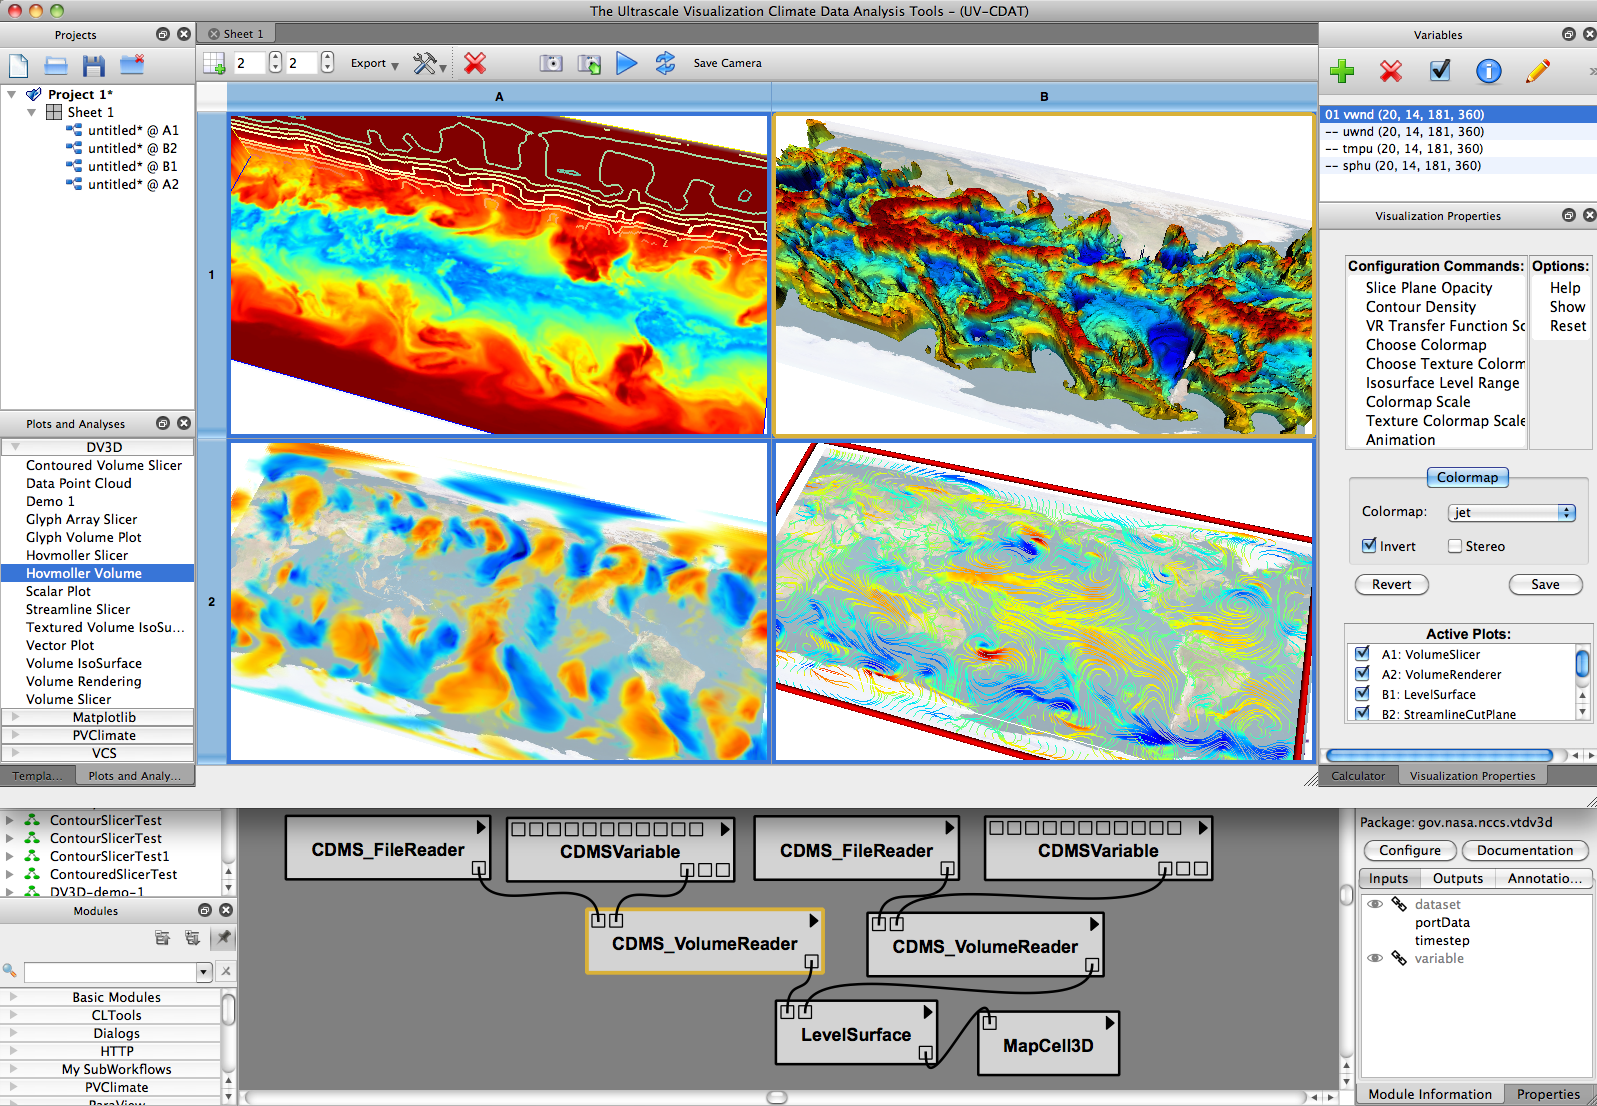 The Ultrascale Visualization Climate Data Analysis Tools - (UV-CDAT)
Projects
Project 1*
Sheet 1
untitled* @ A1
untitled* @ B2
untitled* @ B1
untitled* @ A2
Plots and Analyses
DV3D
Contoured Volume Slicer
Data Point Cloud
Demo 1
Glyph Array Slicer
Glyph Volume Plot
Hovmoller Slicer
Hovmoller Volume
Scalar Plot
Streamline Slicer
Textured Volume IsoSu...
Vector Plot
Volume IsoSurface
Volume Rendering
Volume Slicer
Matplotlib
PVClimate
VCS
Templa...
Plots and Analy...
Sheet 1
2
2
Export
Save Camera
A
B
1
2
Variables
01 vwnd (20, 14, 181, 360)
-- uwnd (20, 14, 181, 360)
-- tmpu (20, 14, 181, 360)
-- sphu (20, 14, 181, 360)
Visualization Properties
Configuration Commands:
Slice Plane Opacity
Contour Density
VR Transfer Function Sc
Choose Colormap
Choose Texture Colorm
Isosurface Level Range
Colormap Scale
Texture Colormap Scale
Animation
Options:
Help
Show
Reset
Colormap
Colormap: jet
Invert
Stereo
Revert
Save
Active Plots:
A1: VolumeSlicer
A2: VolumeRenderer
B1: LevelSurface
B2: StreamlineCutPlane
Calculator
Visualization Properties
ContourSlicerTest
ContourSlicerTest
ContourSlicerTest1
ContouredSlicerTest
DV3D-demo-1
Modules
Basic Modules
CLTools
Dialogs
HTTP
My SubWorkflows
PVClimate
ParaView
CDMS_FileReader
CDMSVariable
CDMS_FileReader
CDMSVariable
CDMS_VolumeReader
CDMS_VolumeReader
LevelSurface
MapCell3D
Package: gov.nasa.nccs.vtdv3d
Configure
Documentation
Inputs
Outputs
Annotatio...
dataset
portData
timestep
variable
Module Information
Properties